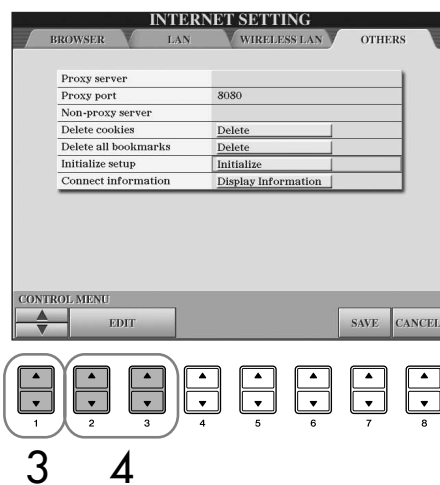 INTERNET SETTING
BROWSER LAN WIRELESS LAN OTHERS
Proxy server
Proxy port 8080
Non-proxy server
Delete cookies Delete
Delete all bookmarks Delete
Initialize setup Initialize
Connect information Display Information
CONTROL MENU
EDIT SAVE CANCEL
1 2 3 4 5 6 7 8
3 4